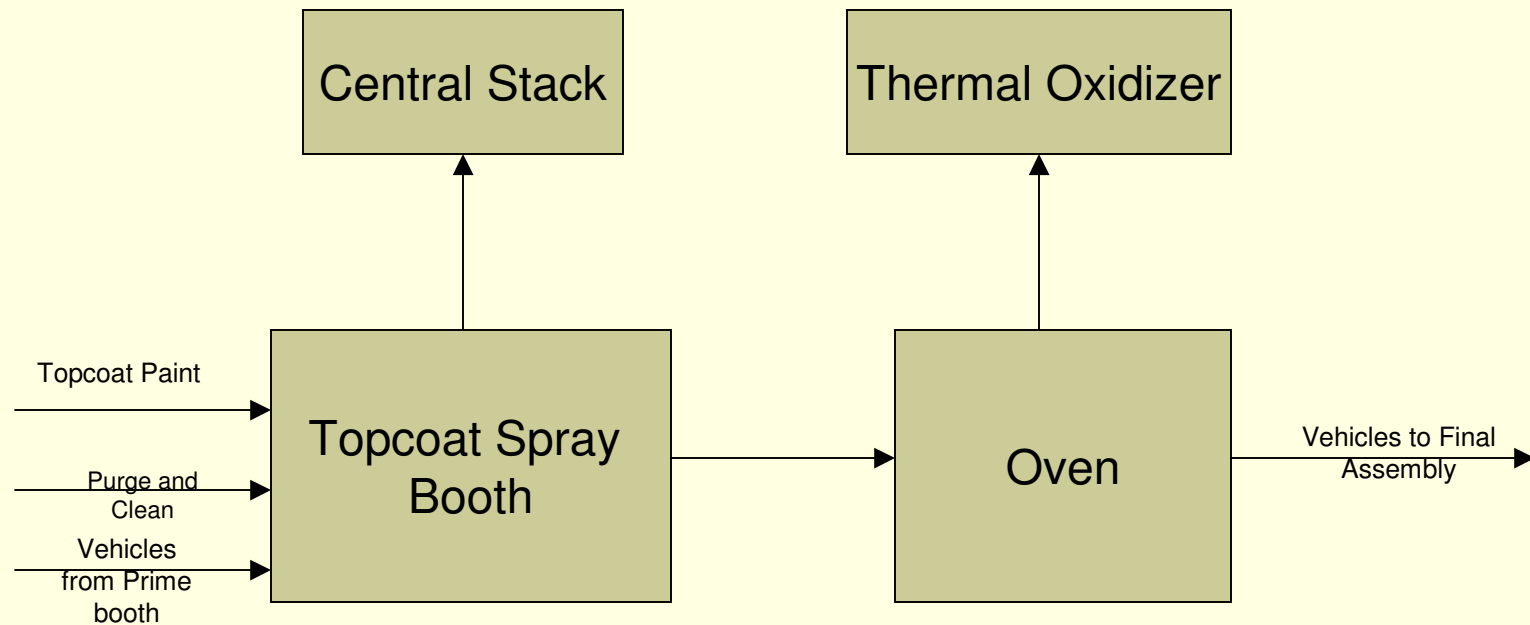 Central Stack
Thermal Oxidizer
Topcoat Paint
Purge and
Clean
Vehicles
from Prime
booth
Topcoat Spray
Booth
Oven
Vehicles to Final
Assembly